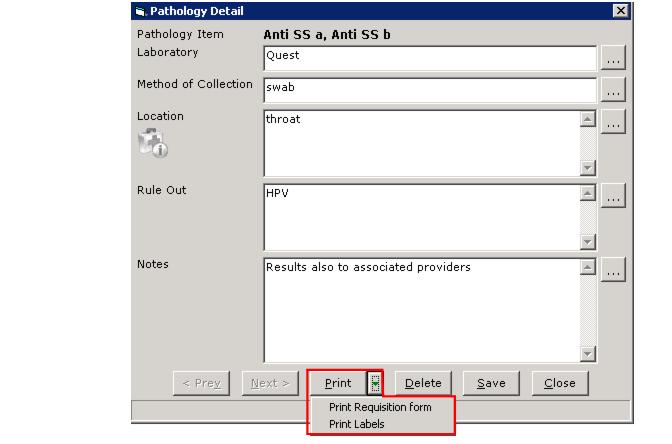 Pathology Detail
Pathology Item Anti SS a, Anti SS b
Laboratory Quest ...
Method of Collection swab ...
Location throat ...
Rule Out HPV ...
Notes Results also to associated providers ...
< Prev Next > Print Delete Save Close
Print Requisition form
Print Labels